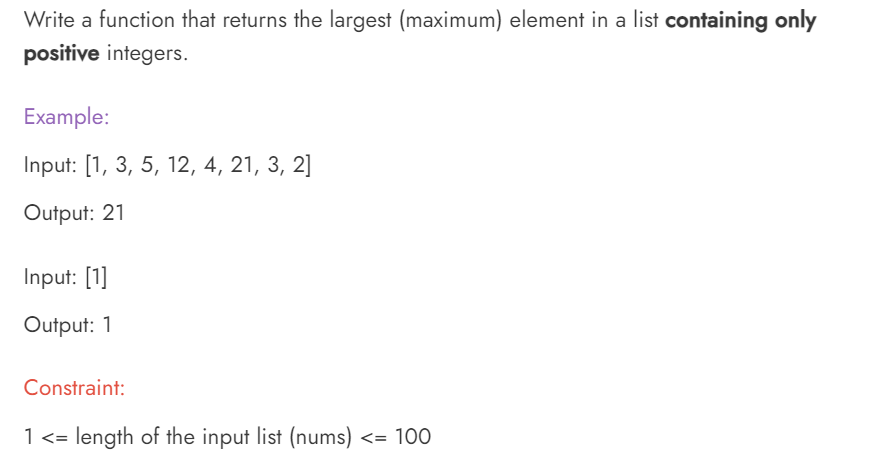 Write a function that returns the largest (maximum) element in a list containing only
positive integers.
Example:
Input: [1, 3, 5, 12, 4, 21, 3, 2]
Output: 21
Input: [1]
Output: 1
Constraint:
1 <= length of the input list (nums) <= 100